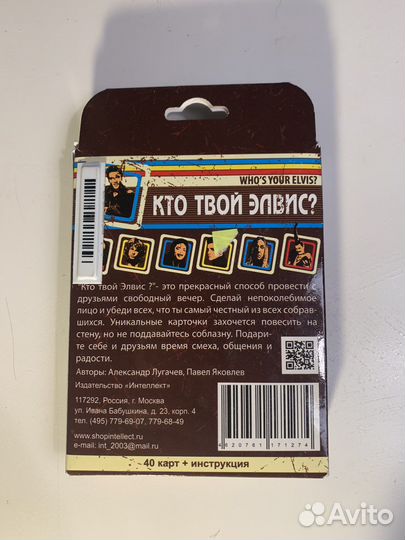 WHO'S YOUR ELVIS?
КТО ТВОЙ ЭЛВИС?
"Кто твой Элвис ?"- это прекрасный способ провести с
друзьями свободный вечер. Сделай непоколебимое
лицо и убеди всех, что ты самый честный из всех собрав-
шихся. Уникальные карточки захочется повесить на
стену, но не поддавайтесь соблазну. Подари-
те себе и друзьям время смеха, общения и
радости.
Авторы: Александр Лугачев, Павел Яковлев
Издательство «Интеллект»
117292, Россия, г. Москва
ул. Ивана Бабушкина, д. 23, корп. 4
тел. (495) 779-69-07, 779-68-49
www.shopintellect.ru
e-mail: int_2003@mail.ru
4620761171274
40 карт + инструкция
Avito